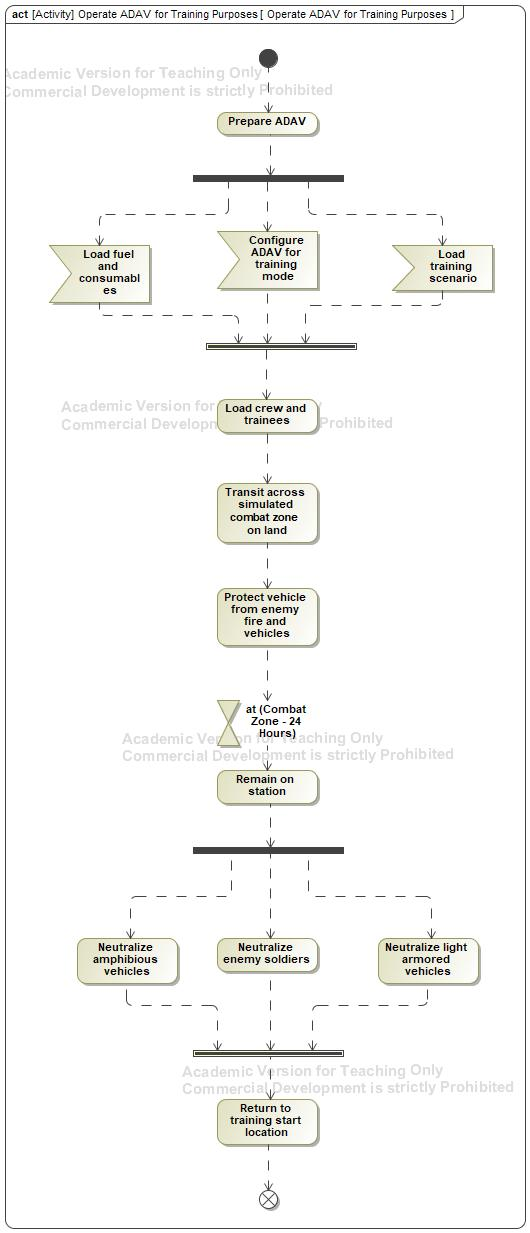 act [Activity] Operate ADAV for Training Purposes [ Operate ADAV for Training Purposes ]
Academic Version for Teaching Only
Commercial Development is strictly Prohibited
Prepare ADAV
Load fuel
and
consumabl
es
Configure
ADAV for
training
mode
Load
training
scenario
Academic Version for
Commercial Develop
Prohibited
Load crew and
trainees
Transit across
simulated
combat zone
on land
Protect vehicle
from enemy
fire and
vehicles
at (Combat
Zone - 24
Hours)
Academic Version for Teaching Only
Commercial Development is strictly Prohibited
Remain on
station
Neutralize
amphibious
vehicles
Neutralize
enemy soldiers
Neutralize light
armored
vehicles
Academic Version for Teaching Only
Commercial Development is strictly Prohibited
Return to
training start
location